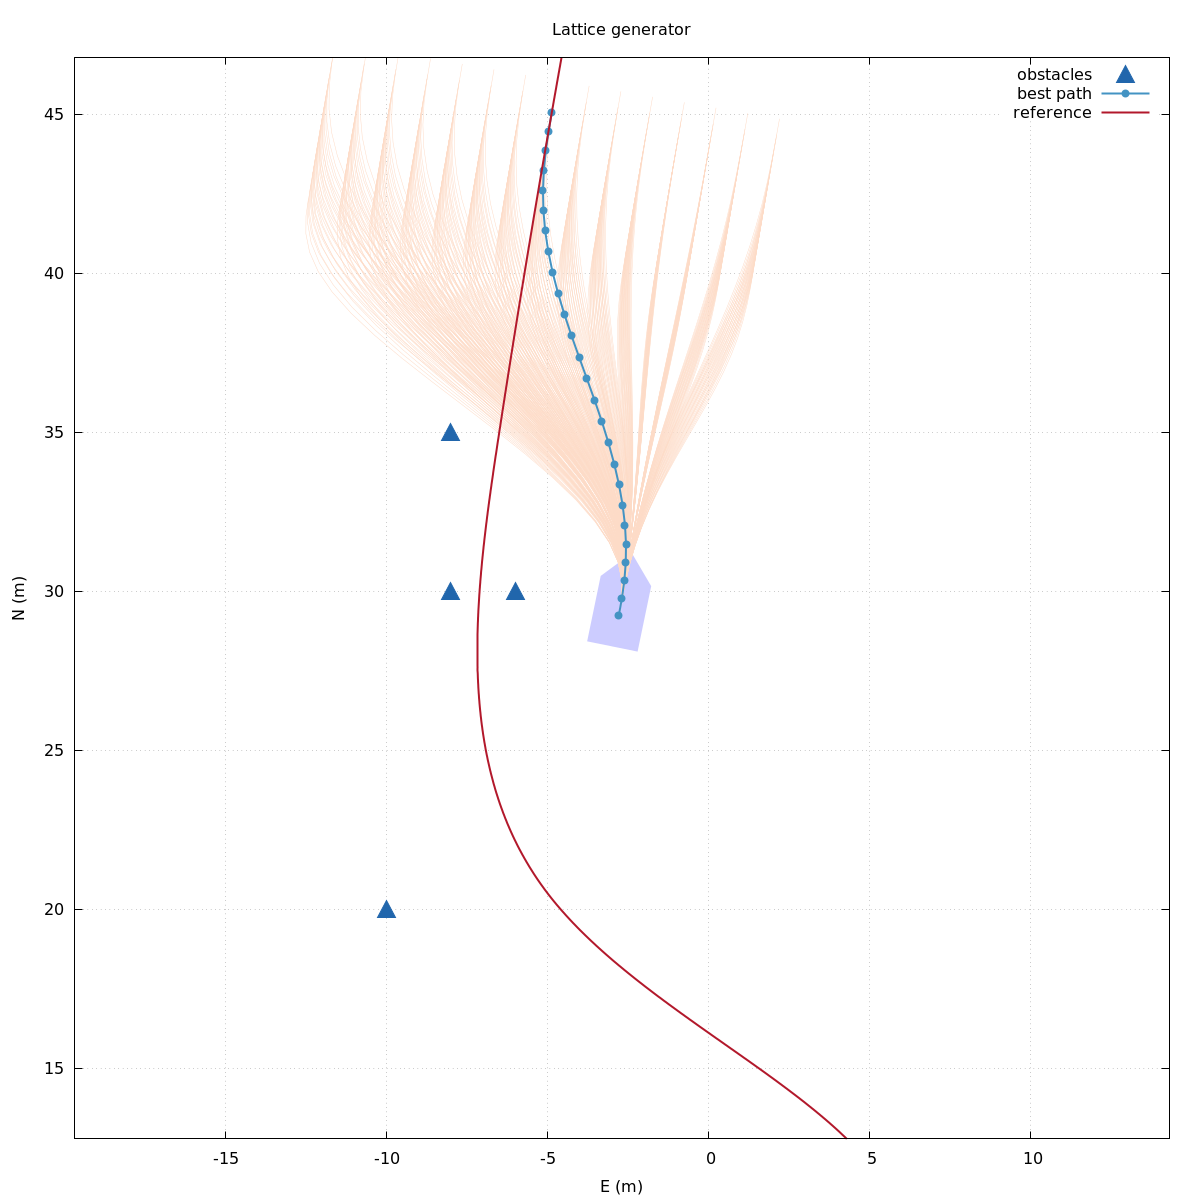 Lattice generator
obstacles
best path
reference
45
40
35
30
25
20
15
N (m)
-15 -10 -5 0 5 10
E (m)